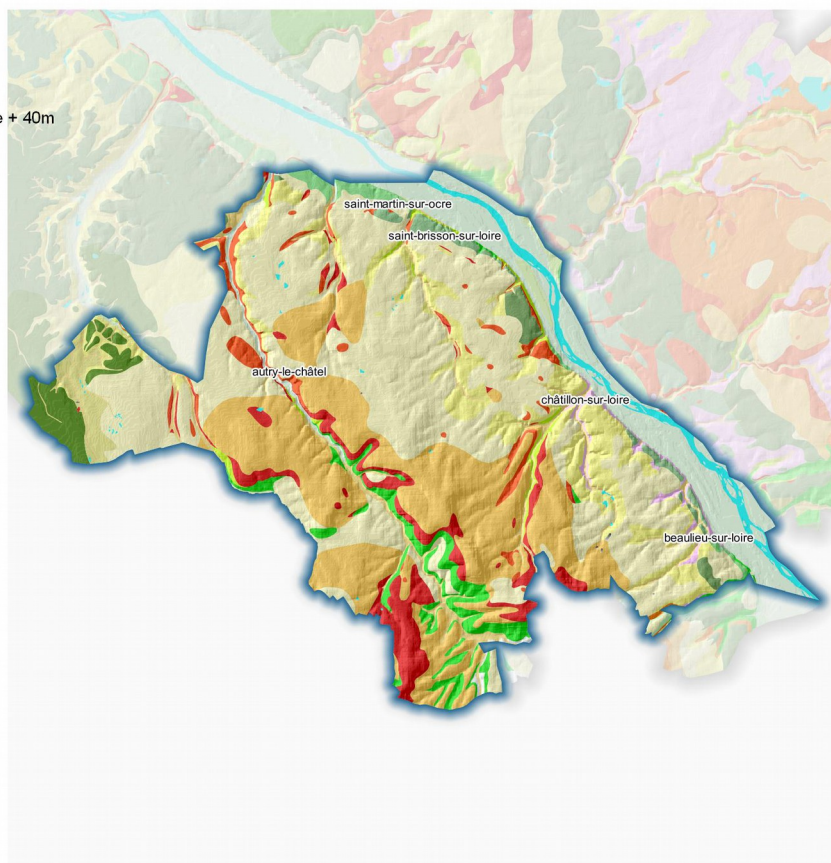 + 40m
saint-martin-sur-ocre
saint-brisson-sur-loire
autry-le-châtel
châtillon-sur-loire
beaulieu-sur-loire